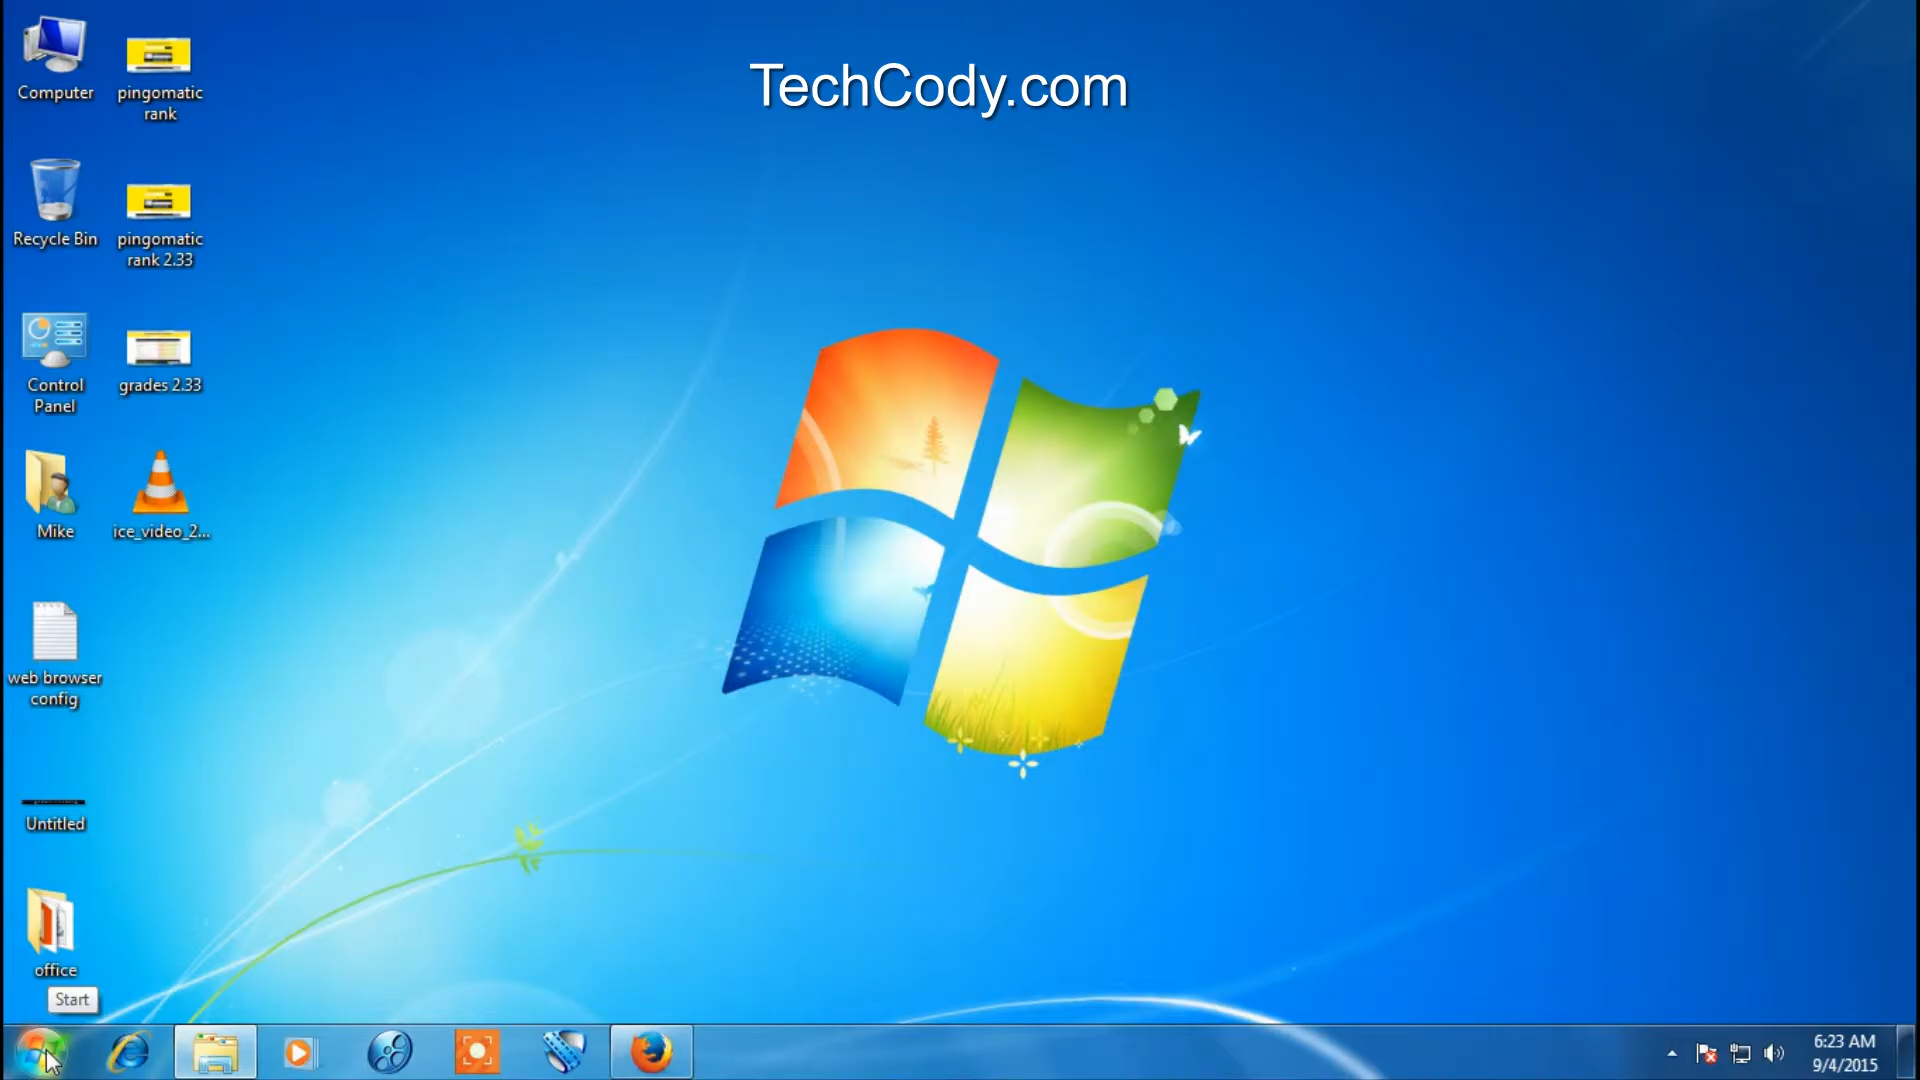 TechCody.com
Computer
pingomatic
rank
Recycle Bin
pingomatic
rank 2.33
Control
Panel
grades 2.33
Mike
ice_video_2...
web browser
config
Untitled
office
Start
6:23 AM
9/4/2015